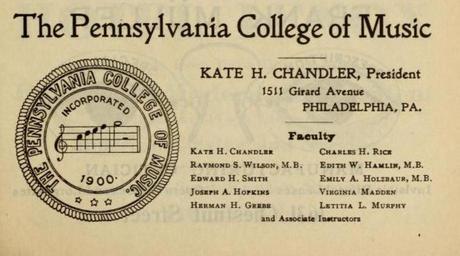 The Pennsylvania College of Music
KATE H. CHANDLER, President
1511 Girard Avenue
PHILADELPHIA, PA.
THE PENNSYLVANIA COLLEGE OF MUSIC.
INCORPORATED
1900
Faculty
KATE H. CHANDLER
RAYMOND S. WILSON, M.B.
EDWARD H. SMITH
JOSEPH A. HOPKINS
HERMAN H. GREBE
CHARLES H. RICE
EDITH W. HAMLIN, M.B.
EMILY A. HOLZBAUR, M.B.
VIRGINIA MADDEN
LETITIA L. MURPHY
and Associate Instructors